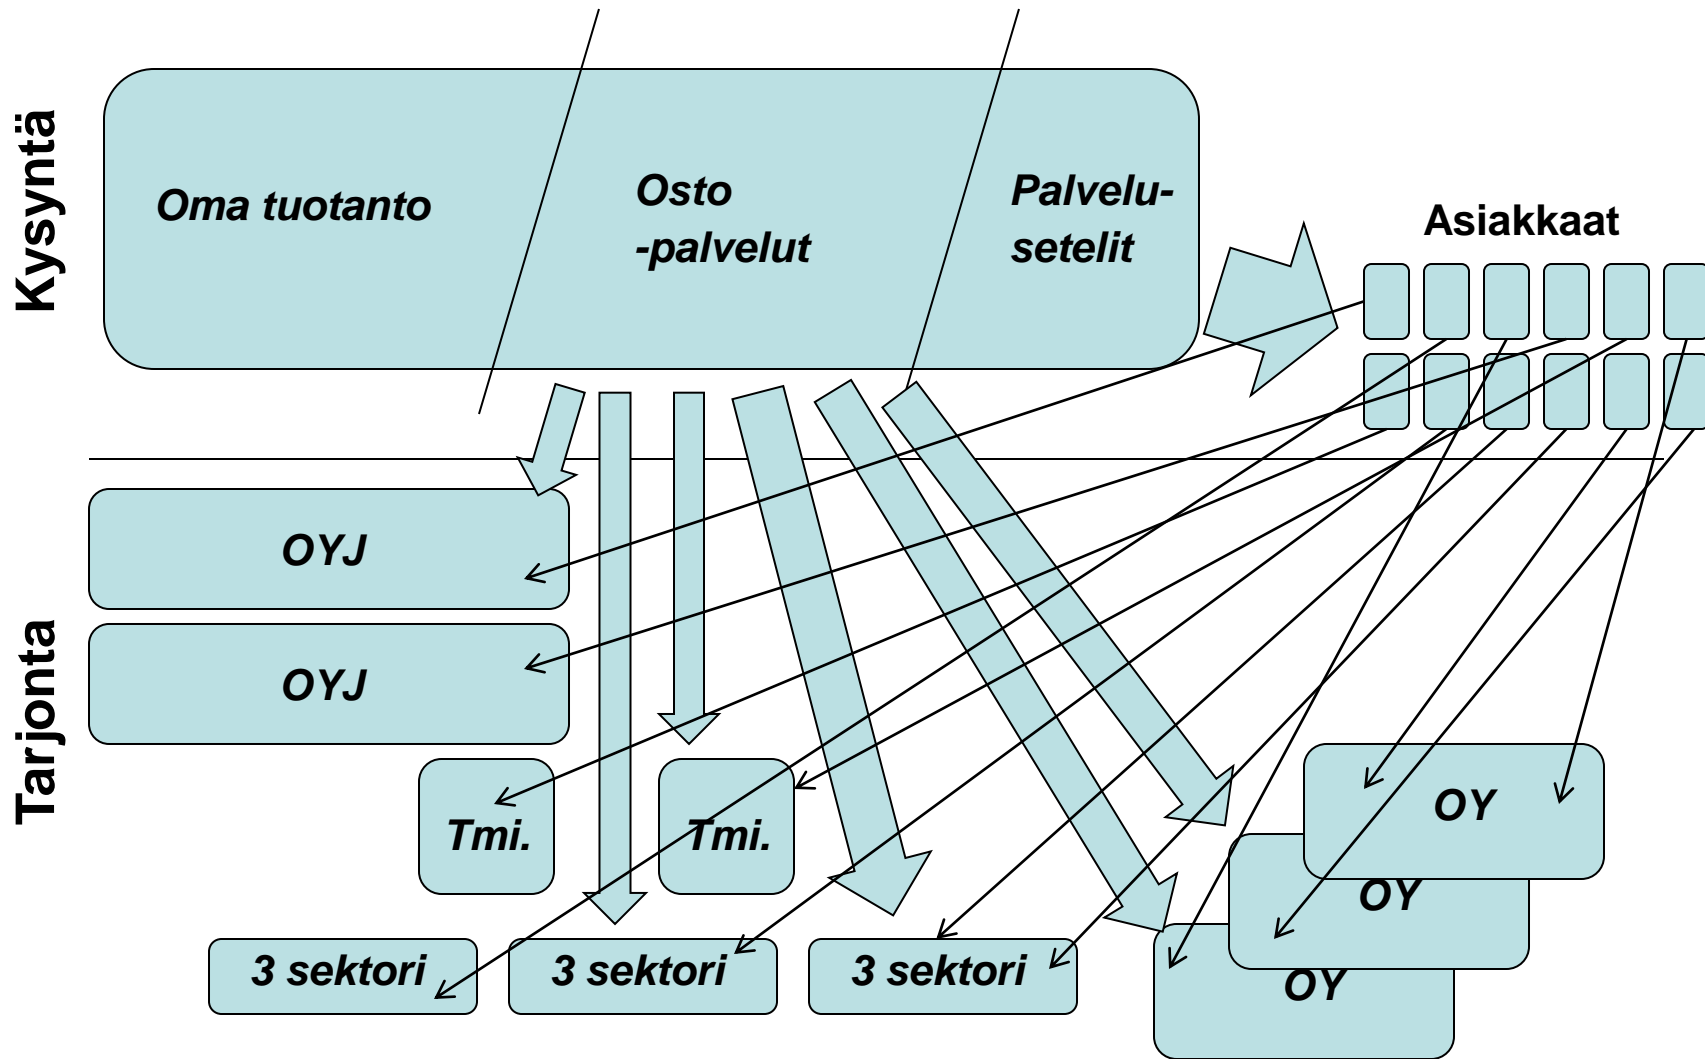 Kysyntä
Oma tuotanto
Osto
-palvelut
Palvelu-
setelit
Asiakkaat
Tarjonta
OYJ
OYJ
Tmi.
Tmi.
OY
OY
OY
3 sektori
3 sektori
3 sektori